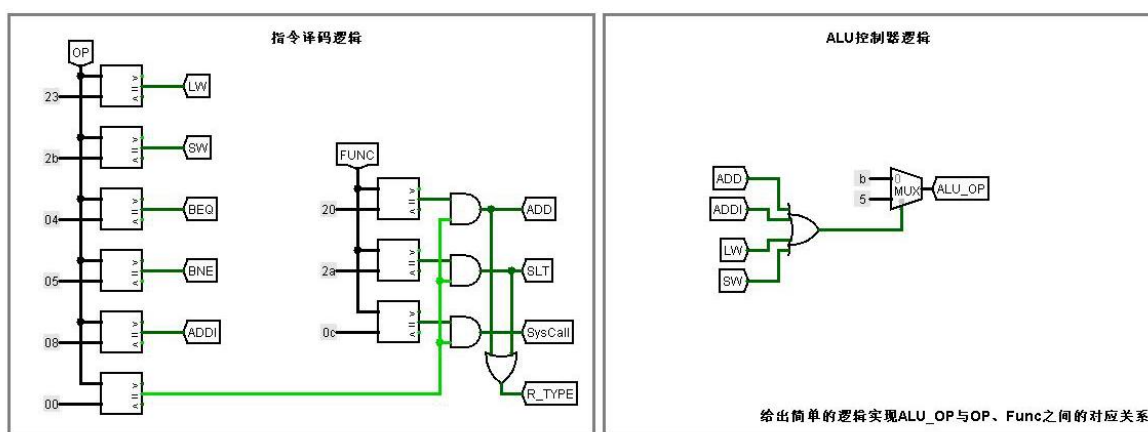 指令译码逻辑
OP
23
LW
2b
SW
04
BEQ
05
BNE
08
ADDI
00
FUNC
20
ADD
2a
SLT
0c
SysCall
R_TYPE
ALU控制器逻辑
ADD
ADDI
LW
SW
b
0
5
MUX
ALU_OP
给出简单的逻辑实现ALU_OP与OP、Func之间的对应关系